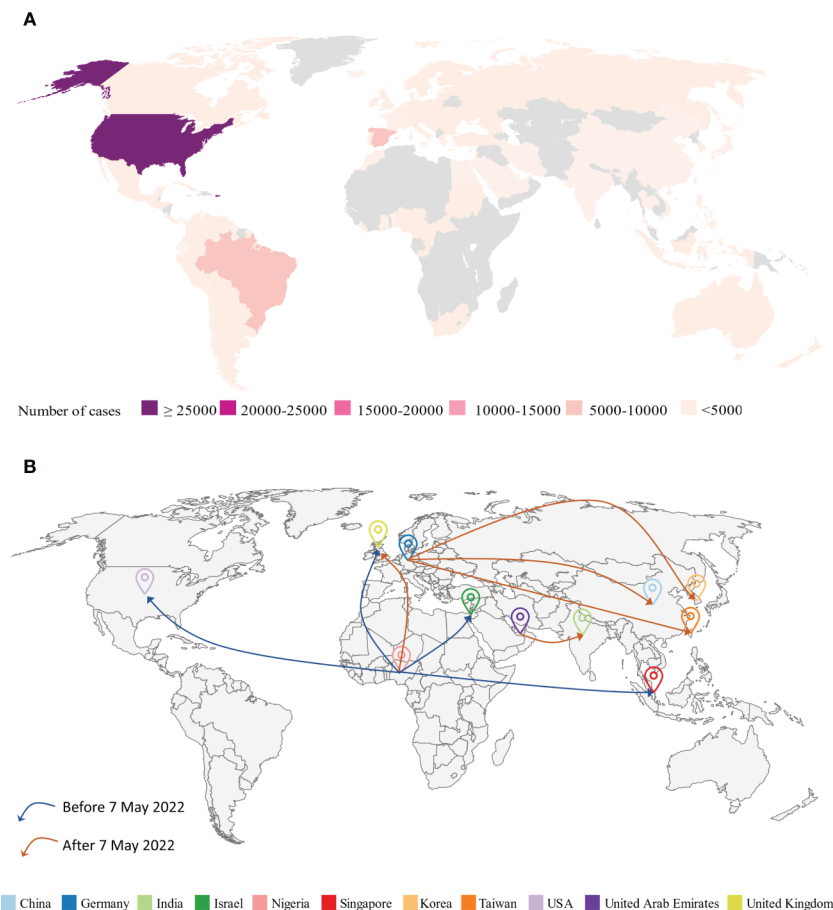 A
Number of cases ≥ 25000 20000-25000 15000-20000 10000-15000 5000-10000 <5000
B
Before 7 May 2022
After 7 May 2022
China Germany India Israel Nigeria Singapore Korea Taiwan USA United Arab Emirates United Kingdom